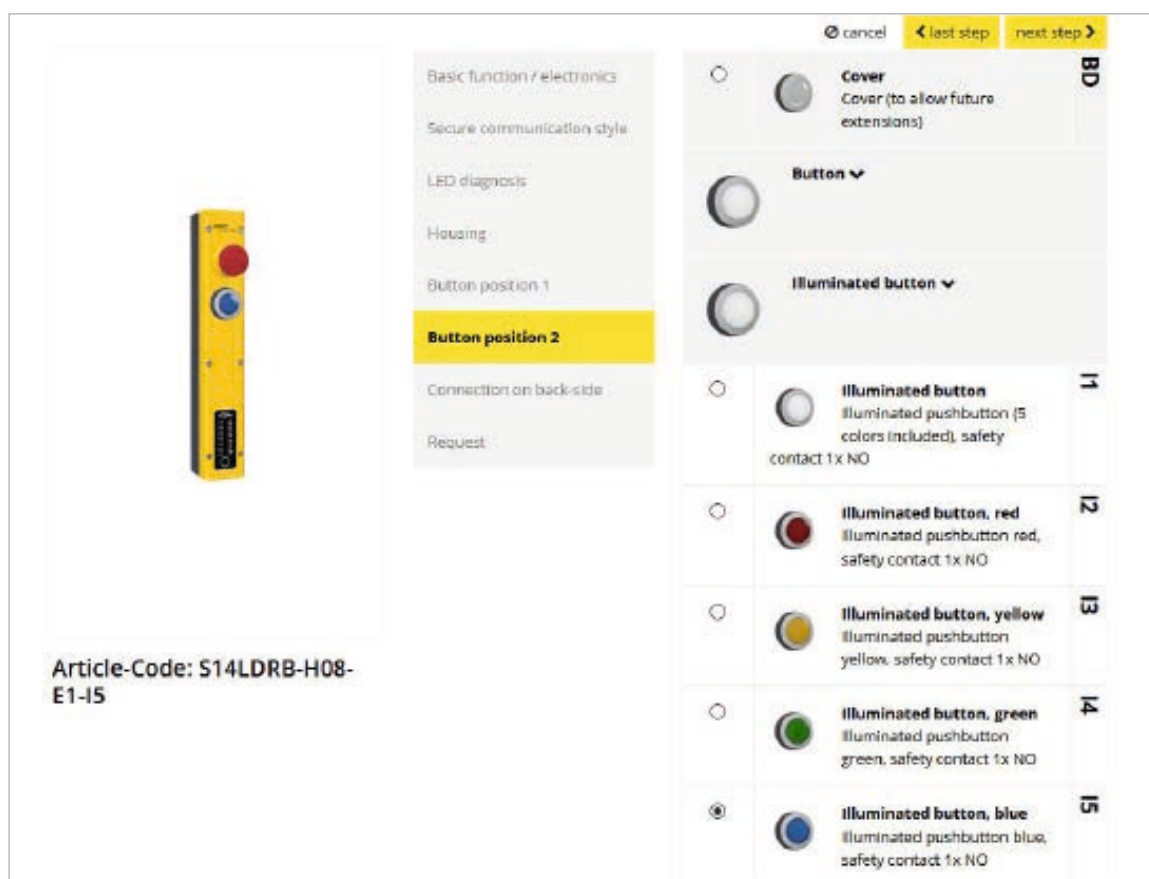 cancel
last step
next step
Basic function / electronics
Secure communication style
LED diagnosis
Housing
Button position 1
Button position 2
Connection on back-side
Request
Cover
Cover (to allow future
extensions)
BD
Button
Illuminated button
Illuminated button
Illuminated pushbutton (5
colors included), safety
contact 1x NO
I1
Illuminated button, red
Illuminated pushbutton red,
safety contact 1x NO
I2
Illuminated button, yellow
Illuminated pushbutton
yellow, safety contact 1x NO
I3
Illuminated button, green
Illuminated pushbutton
green, safety contact 1x NO
I4
Illuminated button, blue
Illuminated pushbutton blue,
safety contact 1x NO
I5
Article-Code: S14LDRB-H08-
E1-I5